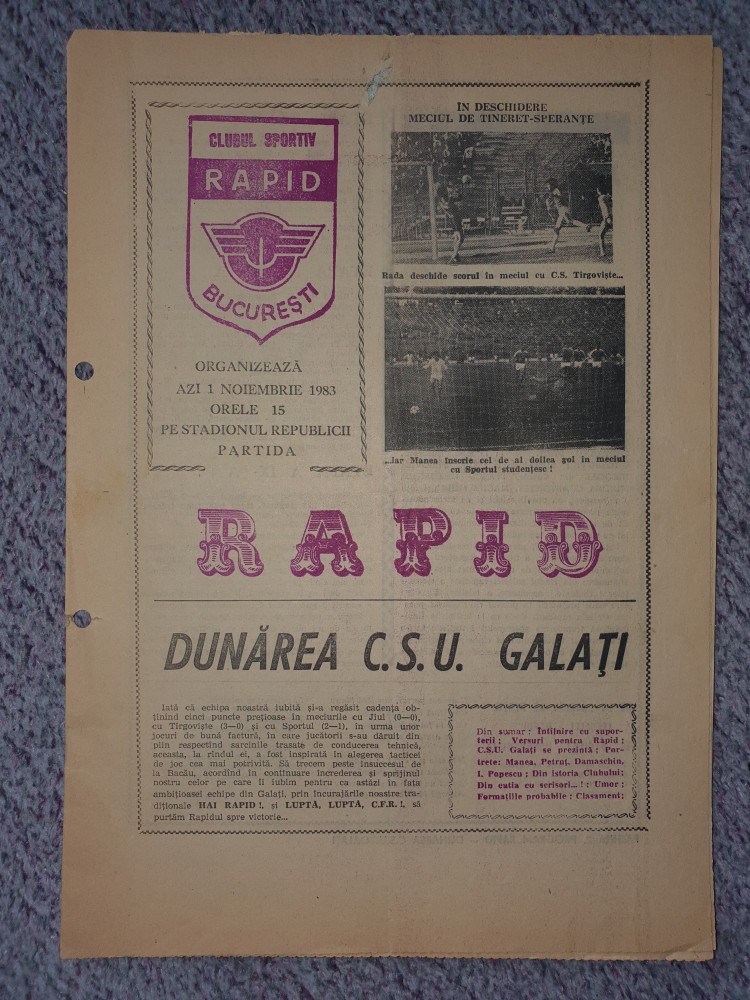 CLUBUL SPORTIV
RAPID
BUCUREȘTI
ORGANIZEAZĂ
AZI 1 NOIEMBRIE 1983
ORELE 15
PE STADIONUL REPUBLICII
PARTIDA
IN DESCHIDERE
MECIUL DE TINERET-SPERANȚE
Rada deschide scorul în meciul cu C.S. Tîrgoviște...
...iar Manea înscrie cel de al doilea gol în meciul
cu Sportul studențesc !
RAPID
DUNĂREA C.S.U. GALAȚI
Iată că echipa noastră iubită și-a regăsit cadența ob-
ținînd cinci puncte prețioase în meciurile cu Jiul (0—0),
cu Tîrgoviște (3—0) și cu Sportul (2—1), în urma unor
jocuri de bună factură, în care jucătorii s-au dăruit din
plin respectînd sarcinile trasate de conducerea tehnică,
aceasta, la rîndul ei, a fost inspirată în alegerea tacticei
de joc cea mai potrivită. Să trecem peste insuccesul de
la Bacău, acordînd în continuare încrederea și sprijinul
nostru celor pe care îi iubim pentru ca astăzi în fața
ambițioasei echipe din Galați, prin încurajările noastre tra-
diționale HAI RAPID !, și LUPTĂ, LUPTĂ, C.F.R. !, să
purtăm Rapidul spre victorie...
Din sumar : Întîlnire cu supor-
terii ; Versuri pentru Rapid ;
C.S.U. Galați se prezintă ; Por-
trete: Manea, Petruț, Damaschin,
I. Popescu ; Din istoria Clubului;
Din cutia cu scrisori...! ; Umor ;
Formațiile probabile ; Clasament;